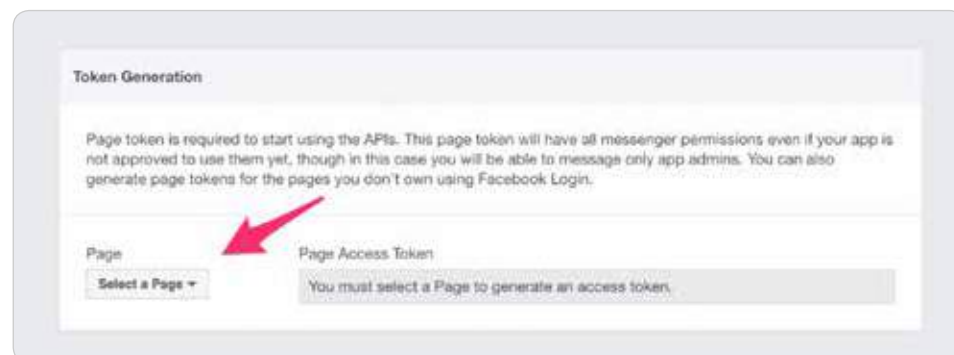 Token Generation
Page token is required to start using the APIs. This page token will have all messenger permissions even if your app is
not approved to use them yet, though in this case you will be able to message only app admins. You can also
generate page tokens for the pages you don't own using Facebook Login.
Page
Page Access Token
Select a Page
You must select a Page to generate an access token.